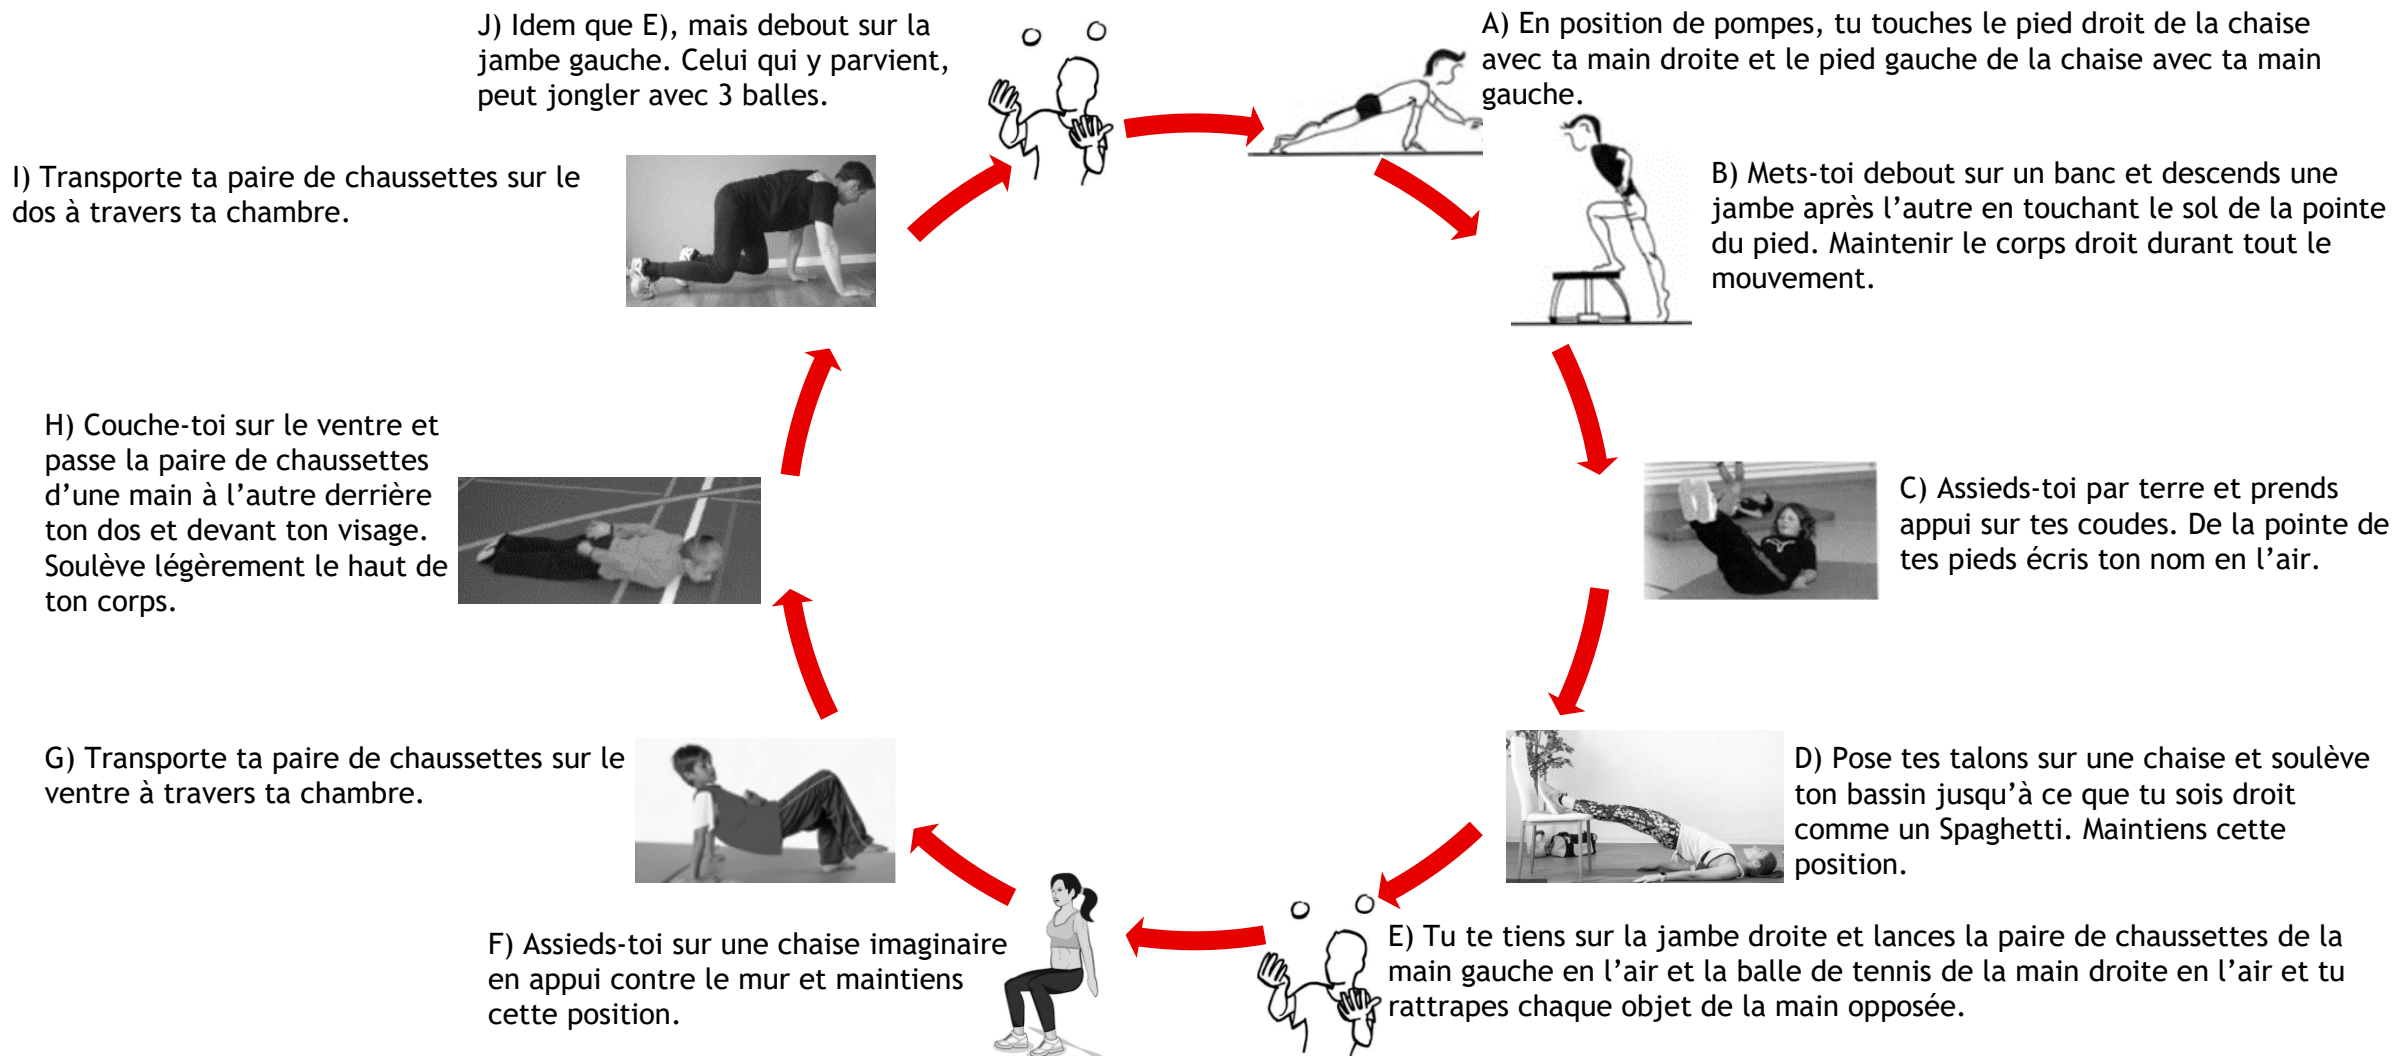 J) Idem que E), mais debout sur la
jambe gauche. Celui qui y parvient,
peut jongler avec 3 balles.
A) En position de pompes, tu touches le pied droit de la chaise
avec ta main droite et le pied gauche de la chaise avec ta main
gauche.
B) Mets-toi debout sur un banc et descends une
jambe après l’autre en touchant le sol de la pointe
du pied. Maintenir le corps droit durant tout le
mouvement.
C) Assieds-toi par terre et prends
appui sur tes coudes. De la pointe de
tes pieds écris ton nom en l’air.
D) Pose tes talons sur une chaise et soulève
ton bassin jusqu’à ce que tu sois droit
comme un Spaghetti. Maintiens cette
position.
E) Tu te tiens sur la jambe droite et lances la paire de chaussettes de la
main gauche en l’air et la balle de tennis de la main droite en l’air et tu
rattrapes chaque objet de la main opposée.
F) Assieds-toi sur une chaise imaginaire
en appui contre le mur et maintiens
cette position.
G) Transporte ta paire de chaussettes sur le
ventre à travers ta chambre.
H) Couche-toi sur le ventre et
passe la paire de chaussettes
d’une main à l’autre derrière
ton dos et devant ton visage.
Soulève légèrement le haut de
ton corps.
I) Transporte ta paire de chaussettes sur le
dos à travers ta chambre.